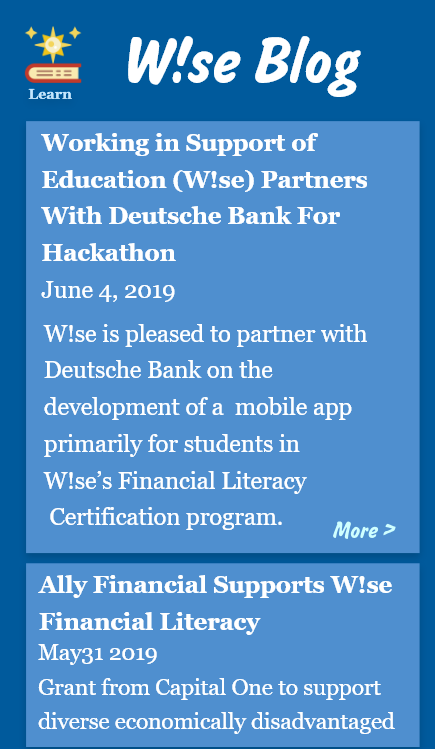 Learn
W!se Blog
Working in Support of
Education (W!se) Partners
With Deutsche Bank For
Hackathon
June 4, 2019
W!se is pleased to partner with
Deutsche Bank on the
development of a  mobile app
primarily for students in
W!se’s Financial Literacy
Certification program.
More >
Ally Financial Supports W!se
Financial Literacy
May31 2019
Grant from Capital One to support
diverse economically disadvantaged